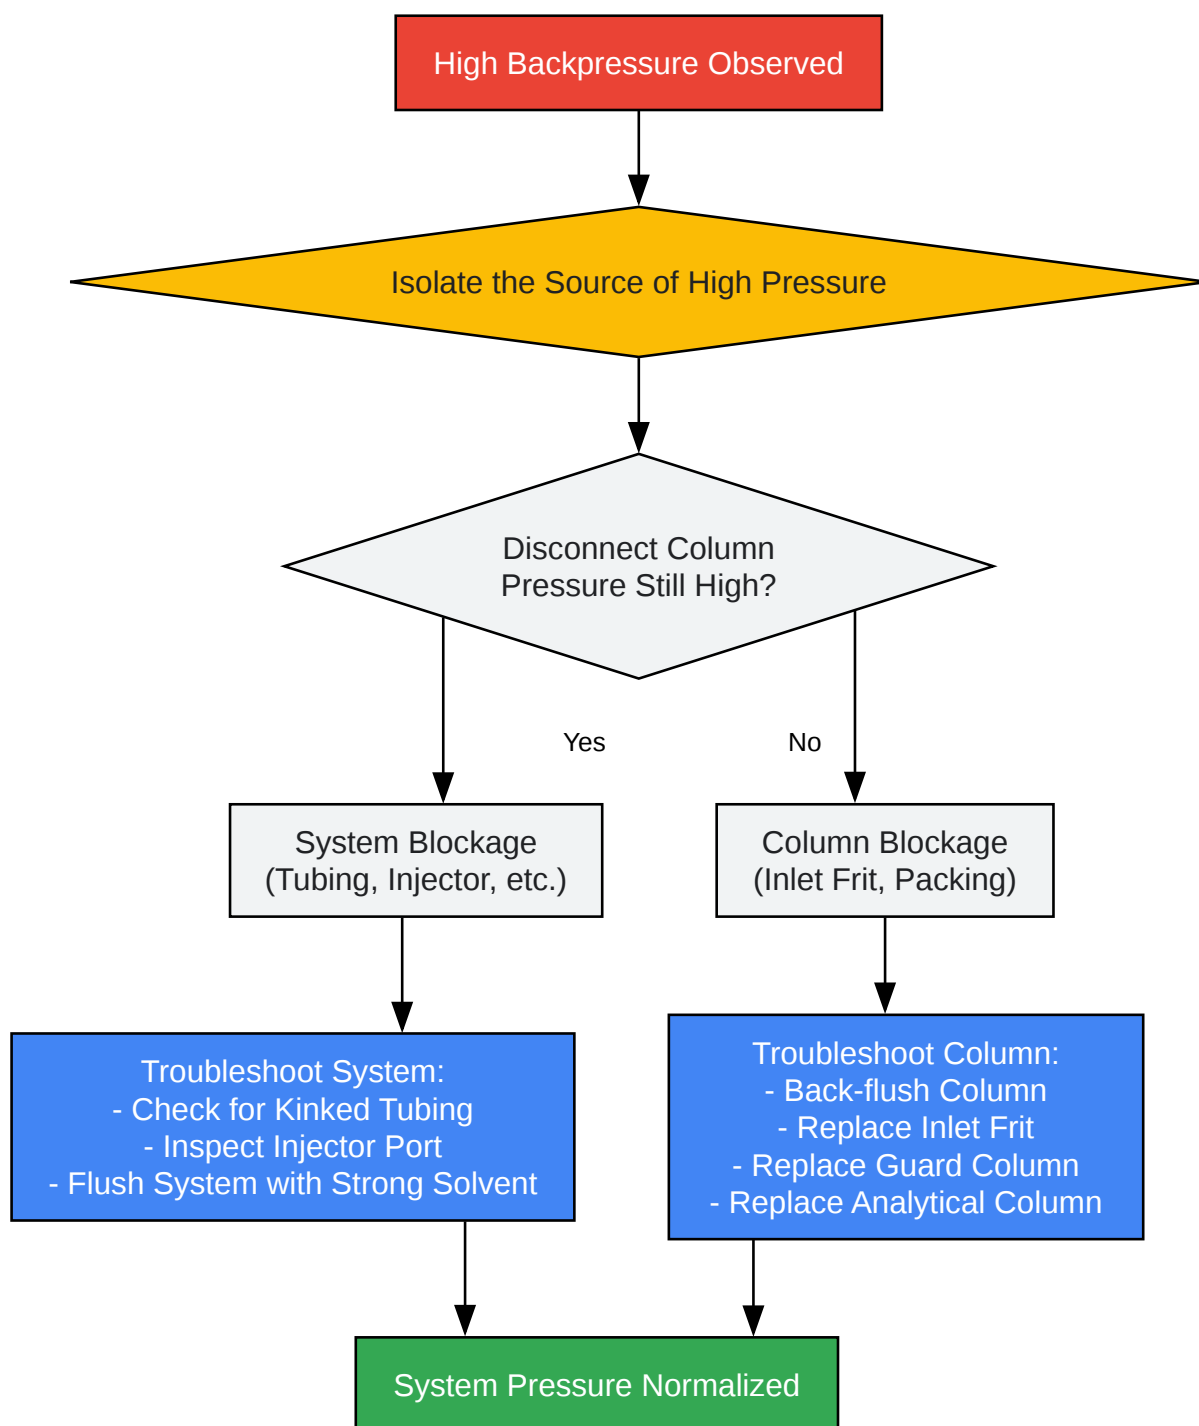 High Backpressure Observed
Isolate the Source of High Pressure
Disconnect Column
Pressure Still High?
Yes
No
System Blockage
(Tubing, Injector, etc.)
Column Blockage
(Inlet Frit, Packing)
Troubleshoot System:
- Check for Kinked Tubing
- Inspect Injector Port
- Flush System with Strong Solvent
Troubleshoot Column:
- Back-flush Column
- Replace Inlet Frit
- Replace Guard Column
- Replace Analytical Column
System Pressure Normalized